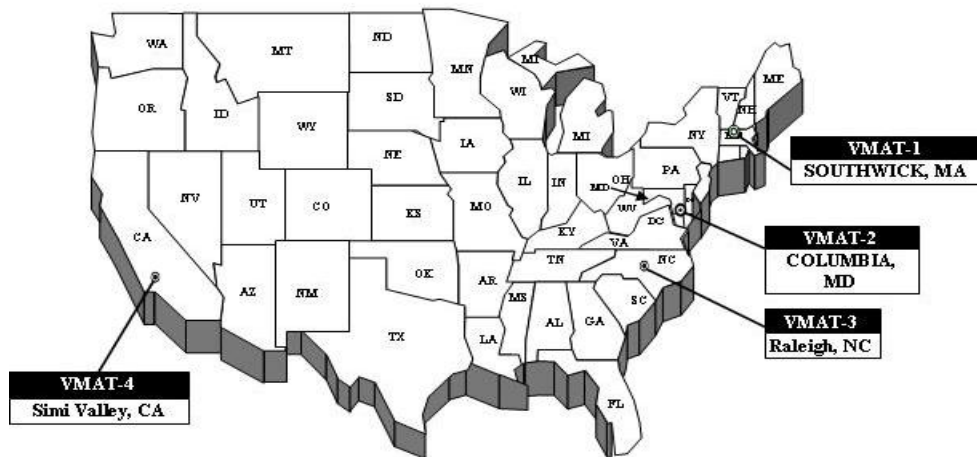 WA
MT
ND
MN
MI
ME
VT
NH
OR
ID
SD
WI
NY
WY
MI
VMAT-1
SOUTHWICK, MA
IA
NE
PA
NV
UT
CO
IL
IN
OH
MD
WV
KS
MO
DC
VMAT-2
COLUMBIA,
MD
CA
KY
VA
NC
TN
OK
AR
AZ
NM
MS
SC
AL
GA
VMAT-3
Raleigh, NC
TX
LA
VMAT-4
Simi Valley, CA
FL